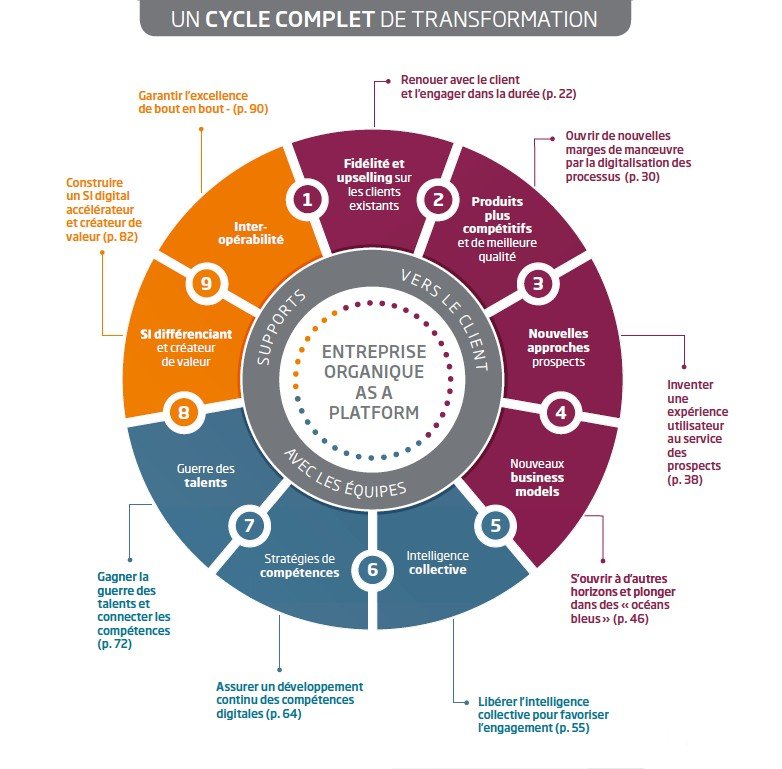 UN CYCLE COMPLET DE TRANSFORMATION
Renouer avec le client
et l'engager dans la durée (p. 22)
Garantir l'excellence
de bout en bout - (p. 90)
Ouvrir de nouvelles
marges de manœuvre
par la digitalisation des
processus (p. 30)
Construire
un SI digital
accélérateur
et créateur de
valeur (p. 82)
1
Fidélité et
upselling sur
les clients
existants
2
Produits
plus
compétitifs
et de meilleure
qualité
3
Nouvelles
approches
prospects
4
Nouveaux
business
models
5
Intelligence
collective
6
Stratégies de
compétences
7
Guerre des
talents
8
SI différenciant
et créateur
de valeur
9
Inter-
opérabilité
SUPPORTS
VERS LE CLIENT
AVEC LES ÉQUIPES
ENTREPRISE
ORGANIQUE
AS A
PLATFORM
Inventer
une
expérience
utilisateur
au service
des
prospects
(p. 38)
S'ouvrir à d'autres
horizons et plonger
dans des « océans
bleus » (p. 46)
Libérer l'intelligence
collective pour favoriser
l'engagement (p. 55)
Assurer un développement
continu des compétences
digitales (p. 64)
Gagner la
guerre des
talents et
connecter les
compétences
(p. 72)